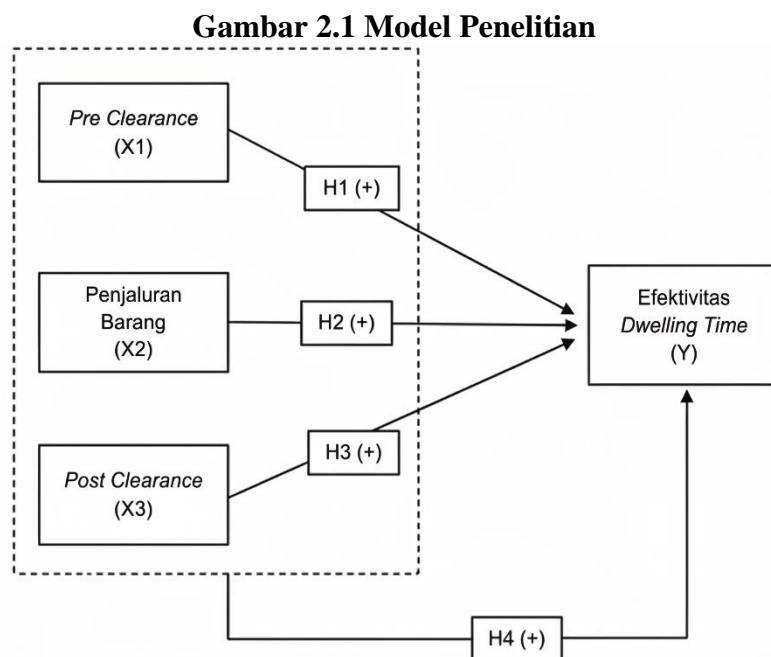 Gambar 2.1 Model Penelitian
Pre Clearance
(X1)
H1 (+)
Penjaluran
Barang
(X2)
H2 (+)
Efektivitas
Dwelling Time
(Y)
Post Clearance
(X3)
H3 (+)
H4 (+)